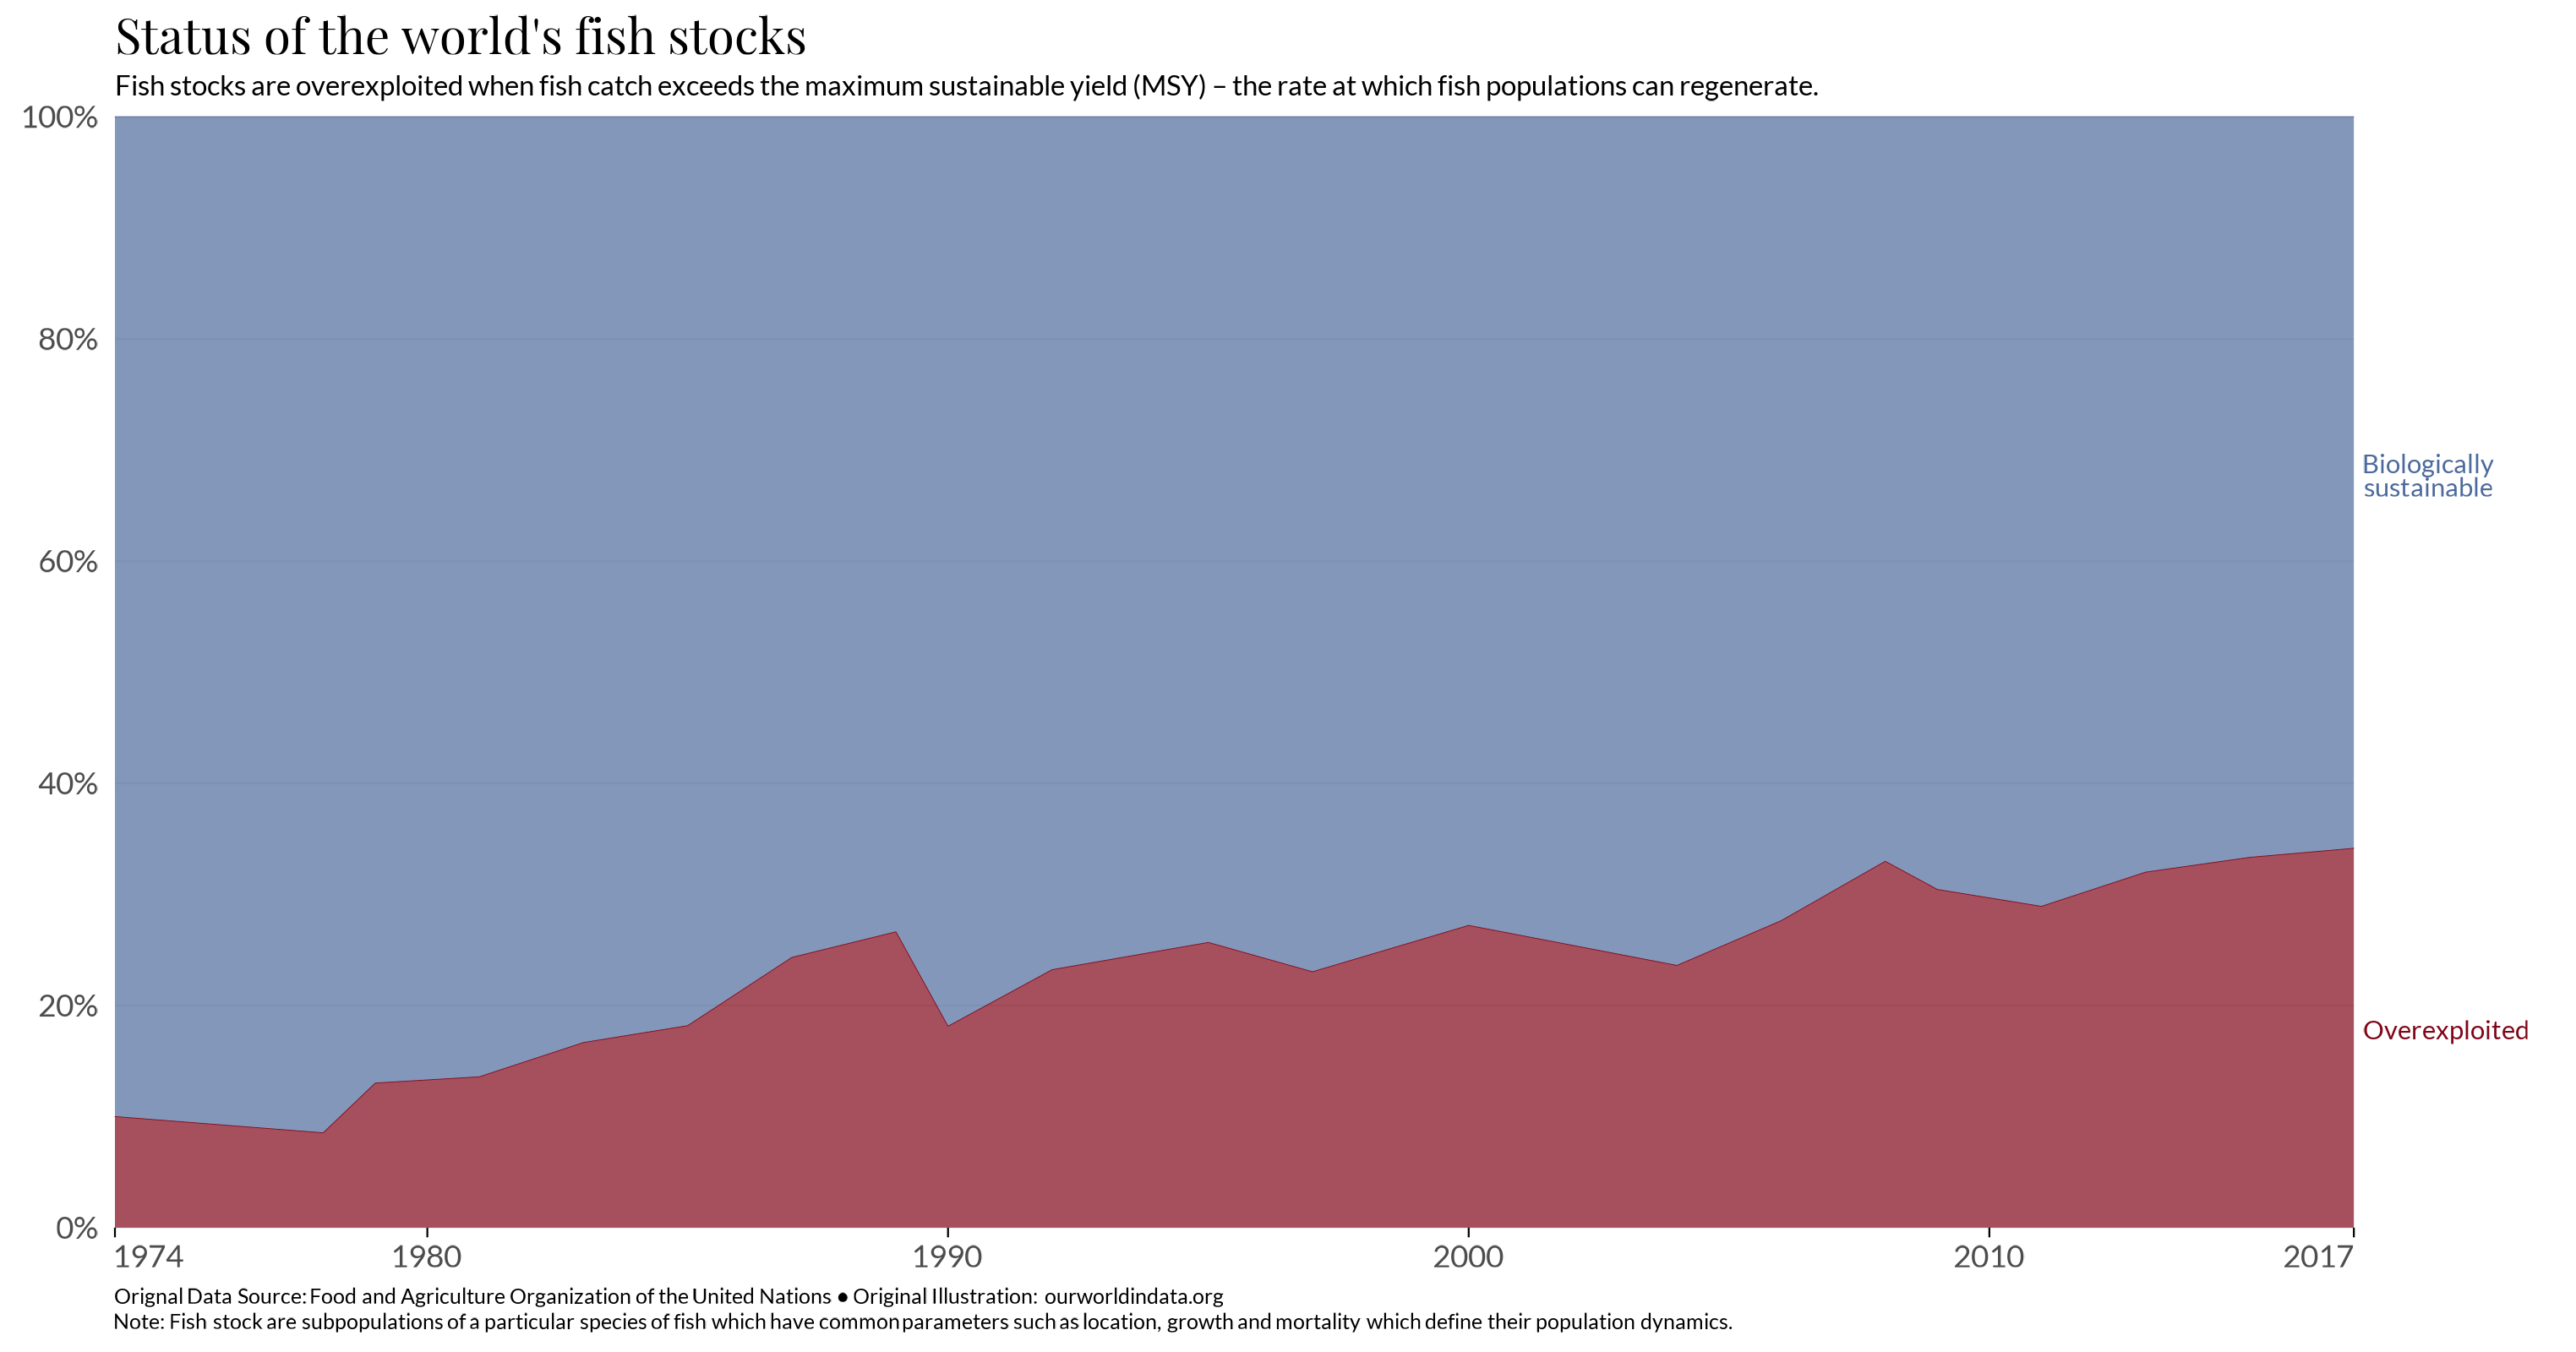 Status of the world's fish stocks
Fish stocks are overexploited when fish catch exceeds the maximum sustainable yield (MSY) – the rate at which fish populations can regenerate.
100%
80%
60%
40%
20%
0%
Biologically
sustainable
Overexploited
1974
1980
1990
2000
2010
2017
Orignal Data Source: Food and Agriculture Organization of the United Nations ● Original Illustration: ourworldindata.org
Note: Fish stock are subpopulations of a particular species of fish which have common parameters such as location, growth and mortality which define their population dynamics.